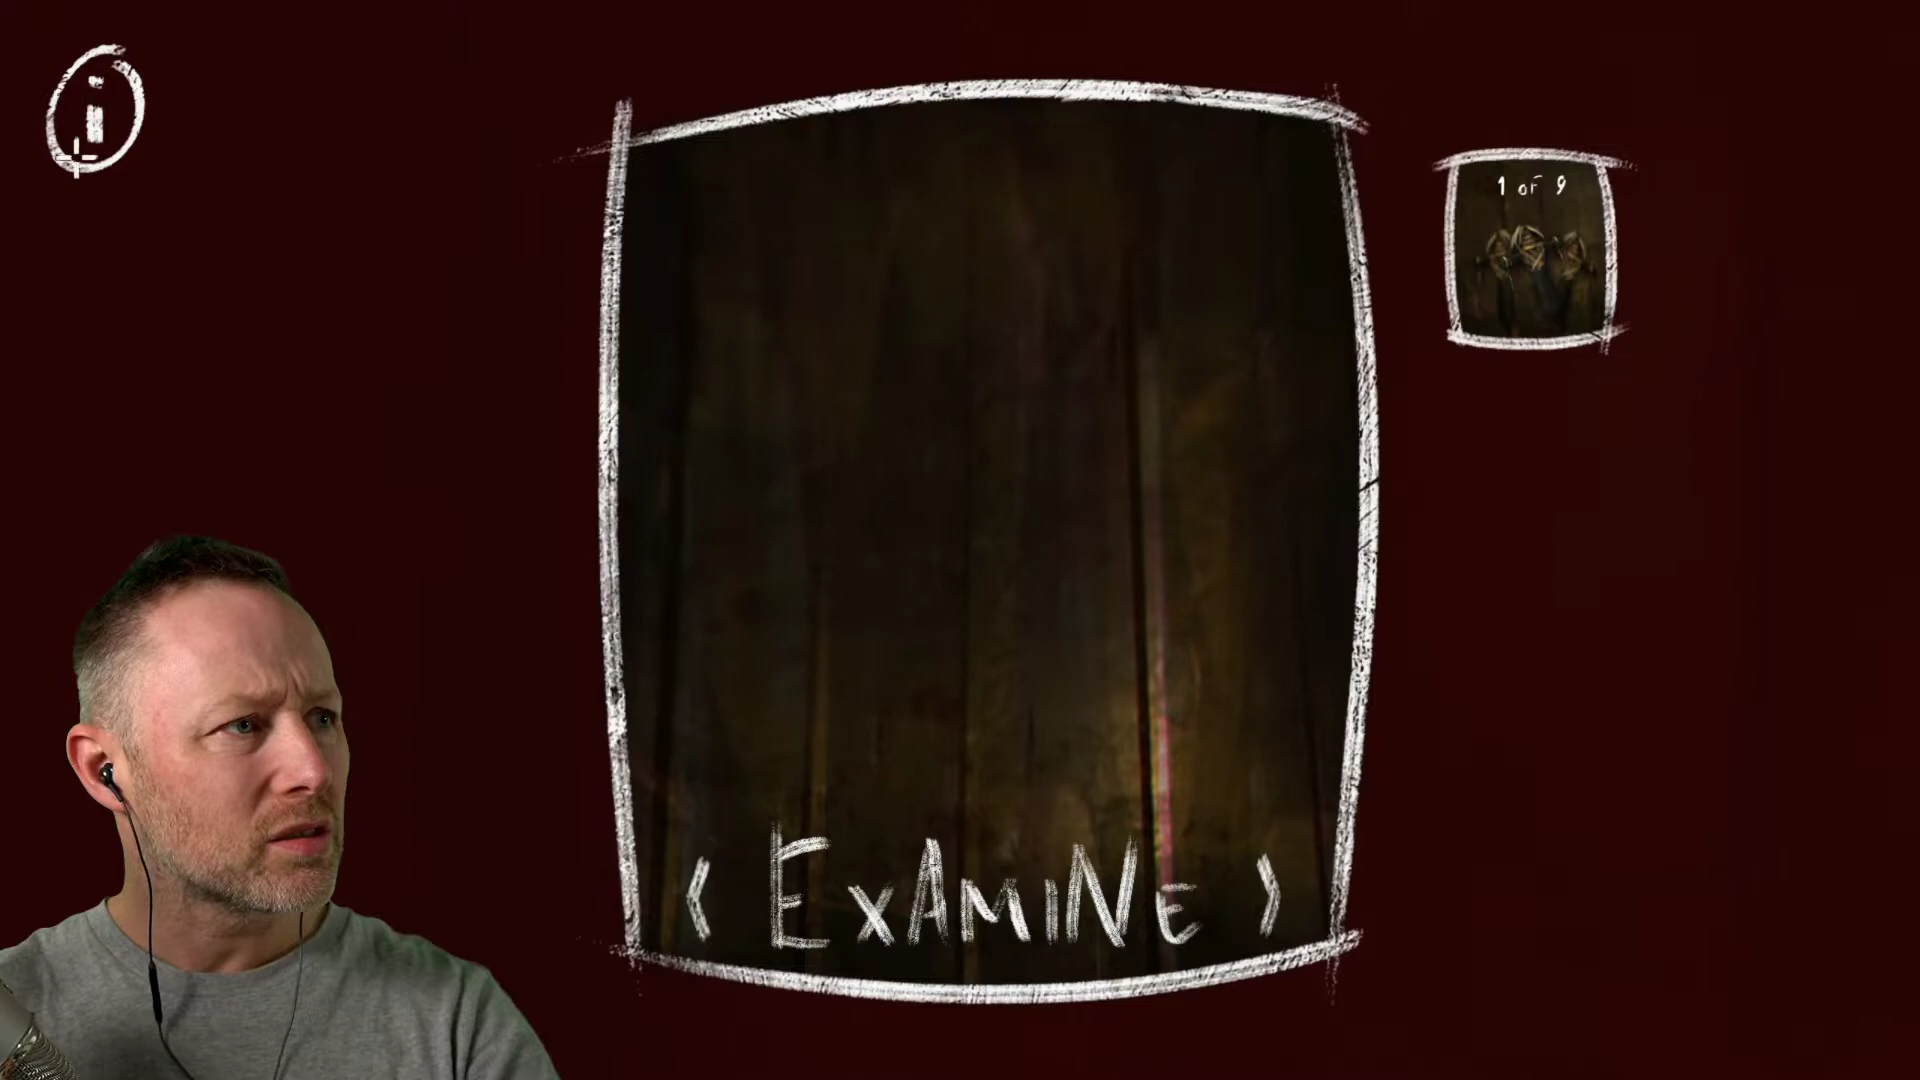 i
1 of 9
‹ ExAMiNe ›